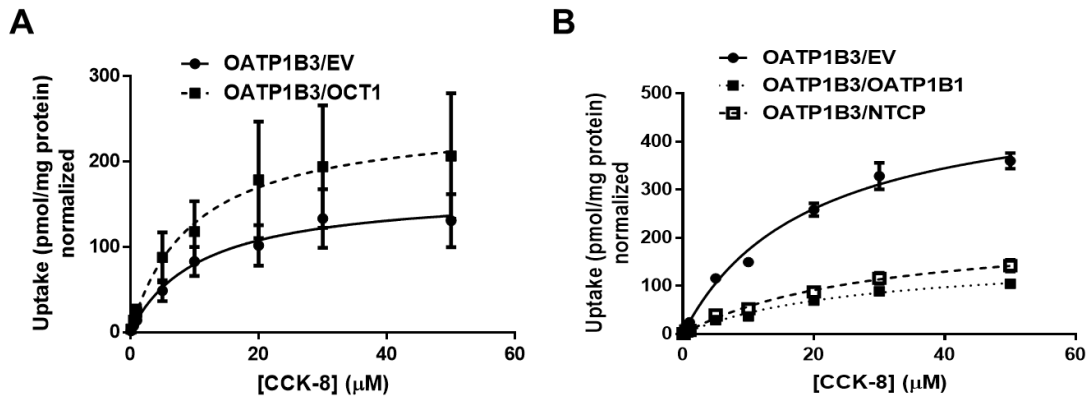 A
OATP1B3/EV
OATP1B3/OCT1
Uptake (pmol/mg protein)
normalized
300
200
100
0
0
20
40
60
[CCK-8] (μM)
B
OATP1B3/EV
OATP1B3/OATP1B1
OATP1B3/NTCP
Uptake (pmol/mg protein)
normalized
500
400
300
200
100
0
0
20
40
60
[CCK-8] (μM)